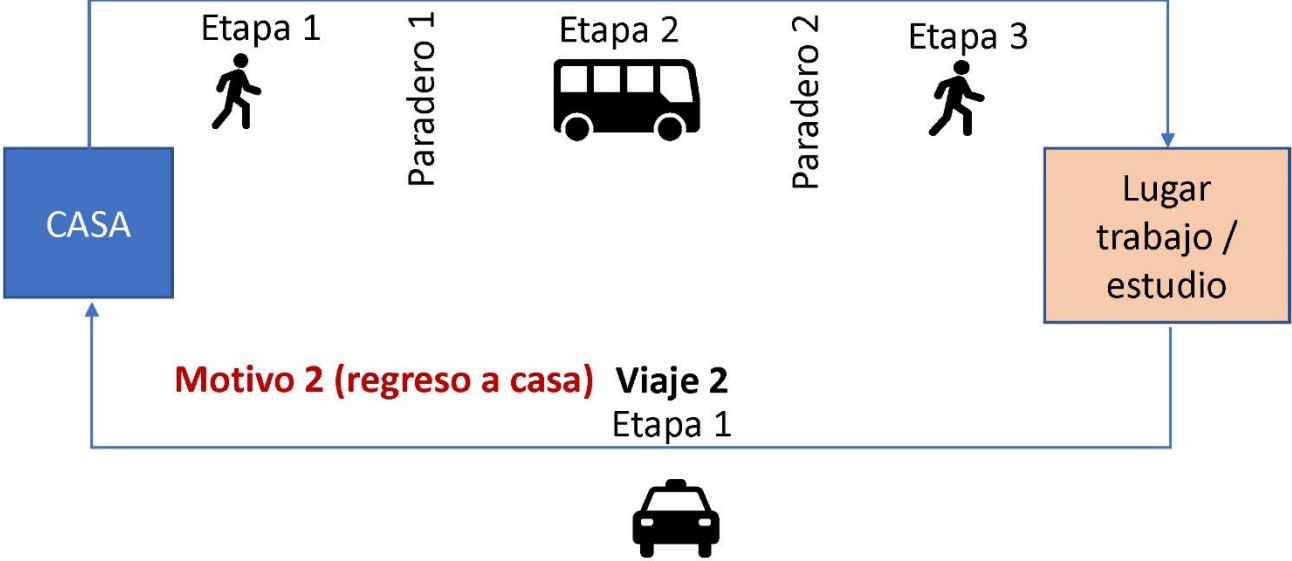 Etapa 1
Paradero 1
Etapa 2
Paradero 2
Etapa 3
CASA
Lugar
trabajo /
estudio
Motivo 2 (regreso a casa) Viaje 2
Etapa 1